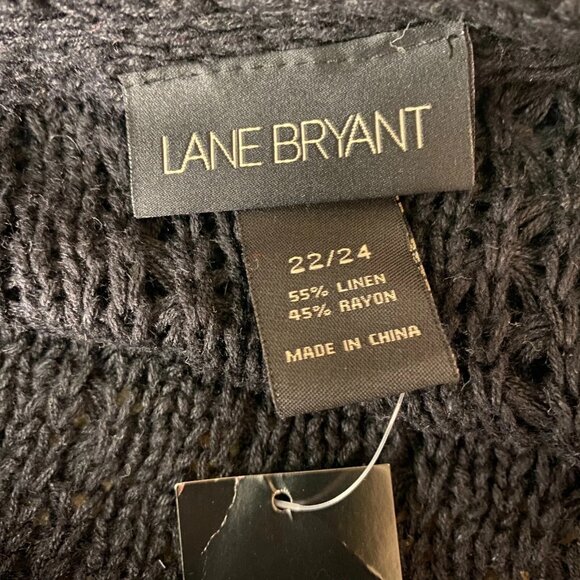 LANE BRYANT
22/24
55% LINEN
45% RAYON
MADE IN CHINA